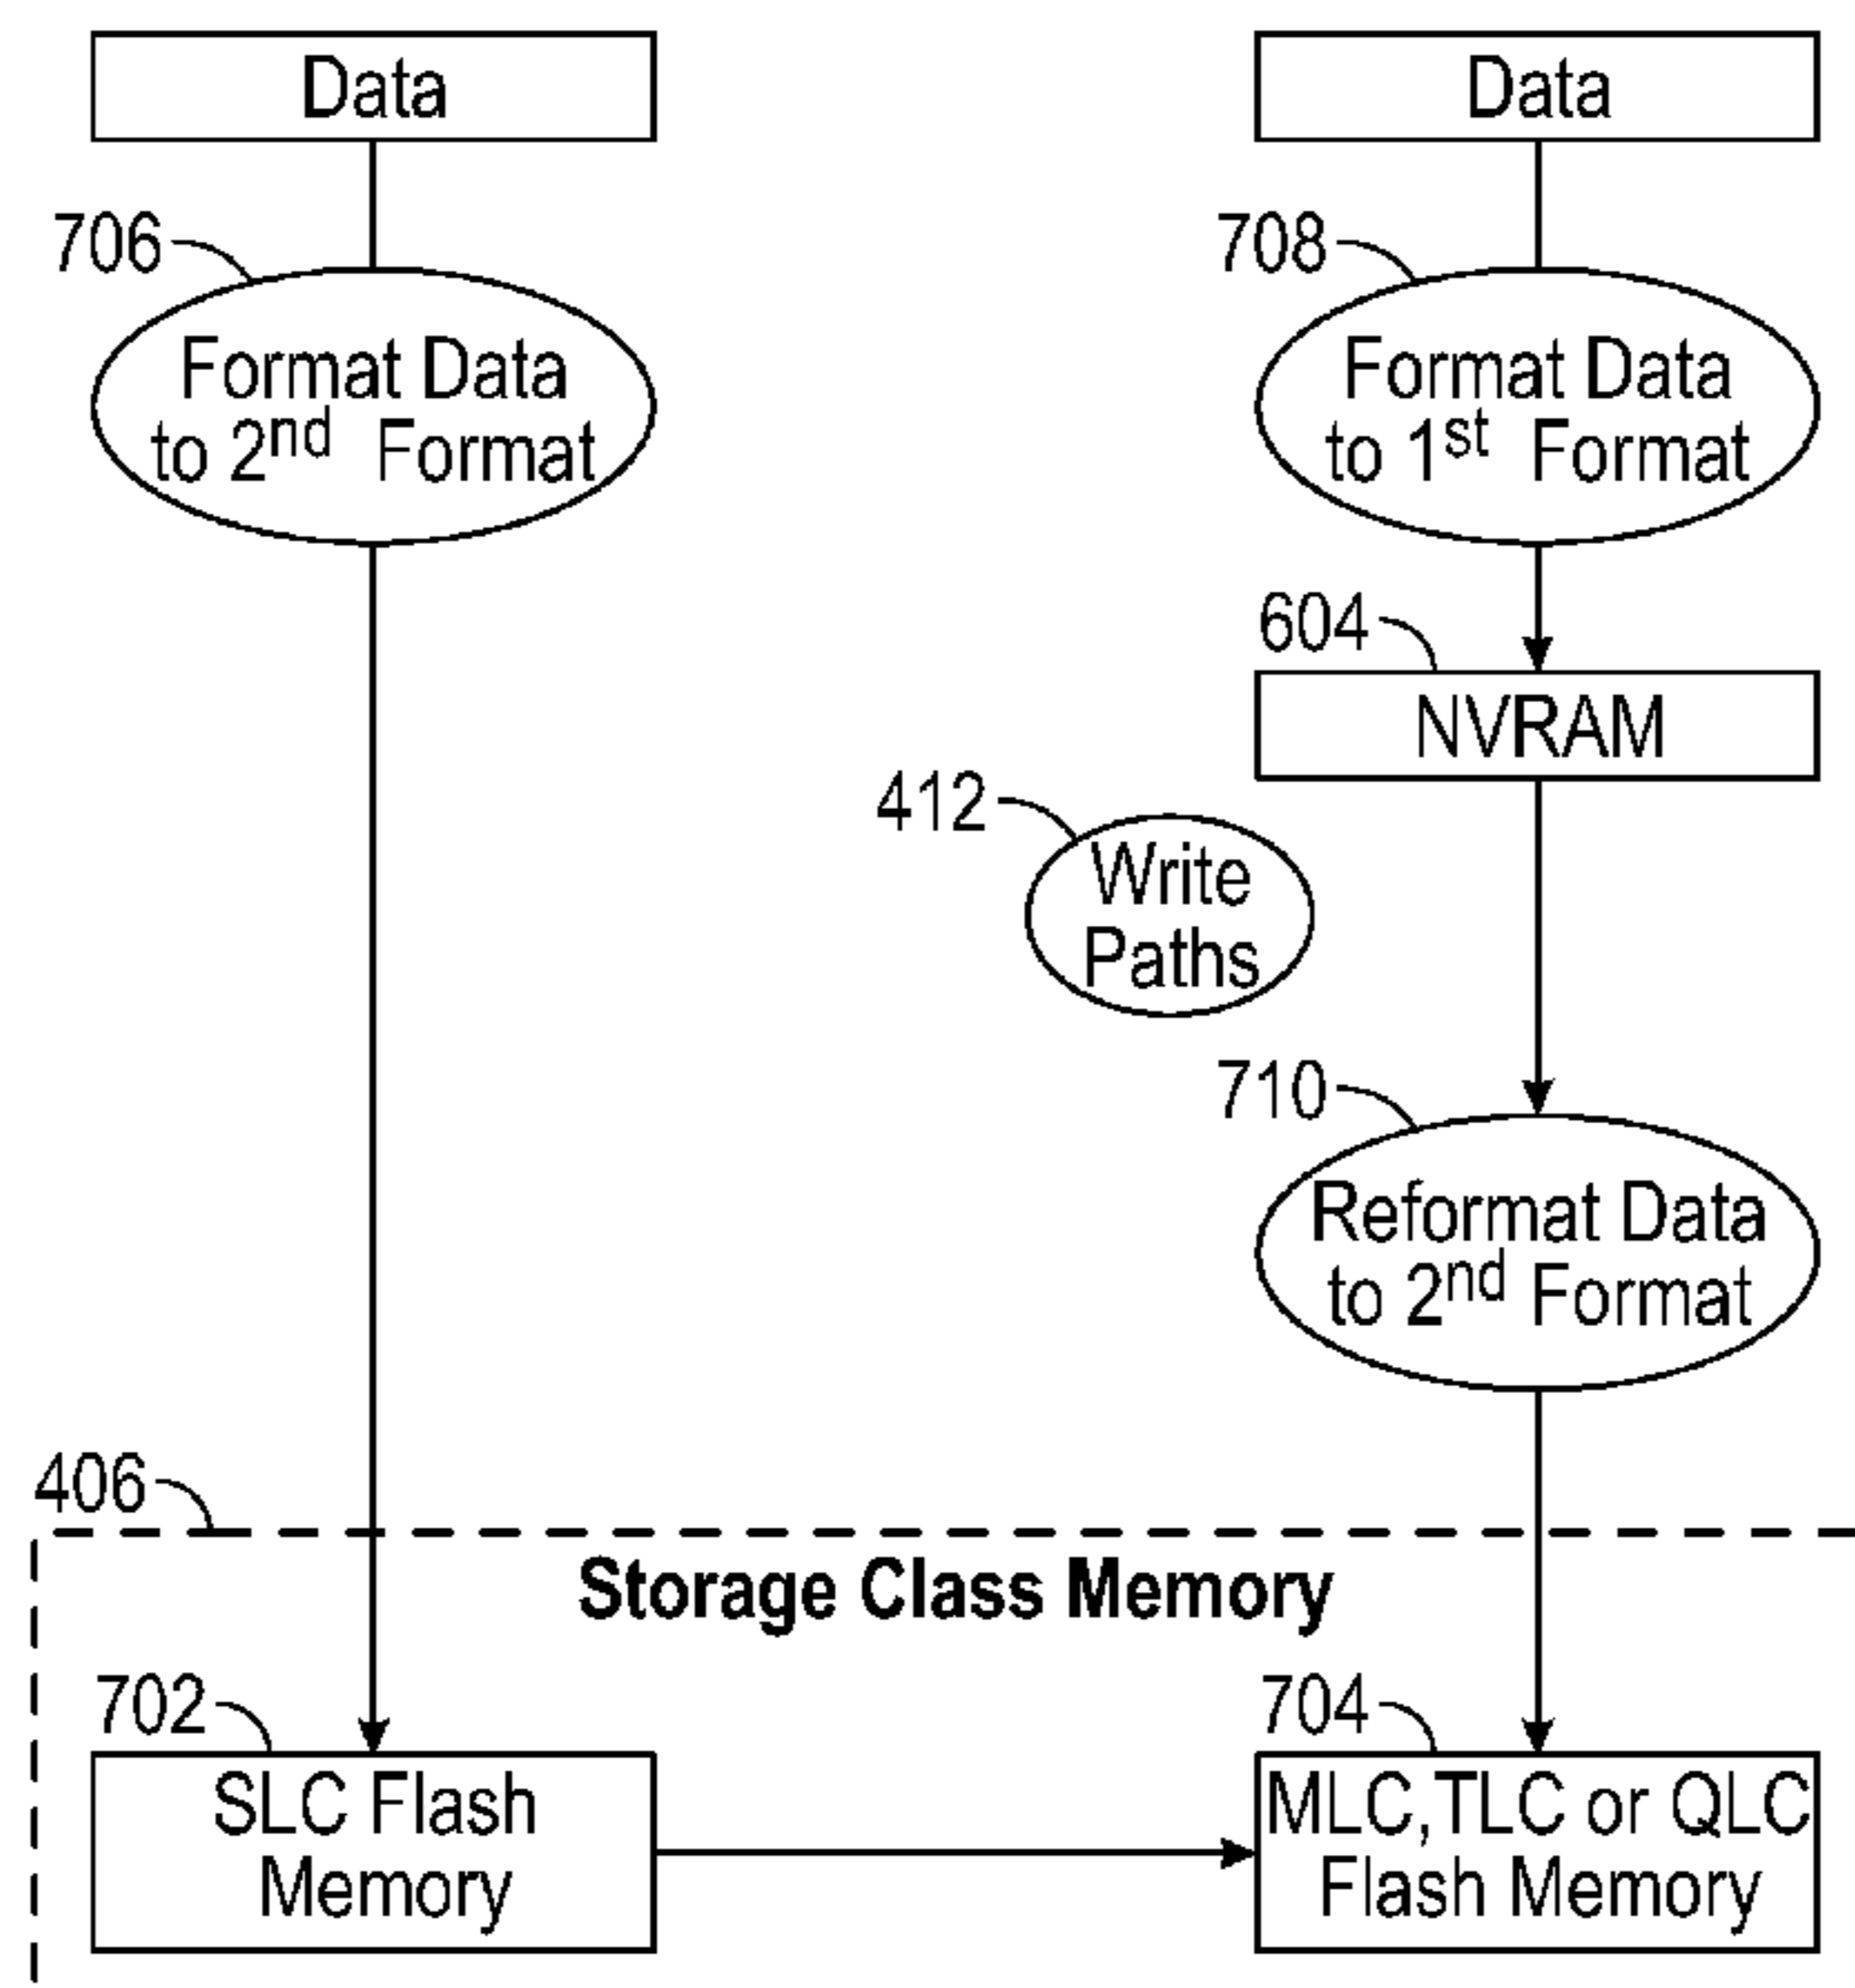 Data
Data
706
708
Format Data
to 2nd Format
Format Data
to 1st Format
604
NVRAM
412
Write
Paths
710
Reformat Data
to 2nd Format
406
Storage Class Memory
702
704
SLC Flash
Memory
MLC,TLC or QLC
Flash Memory